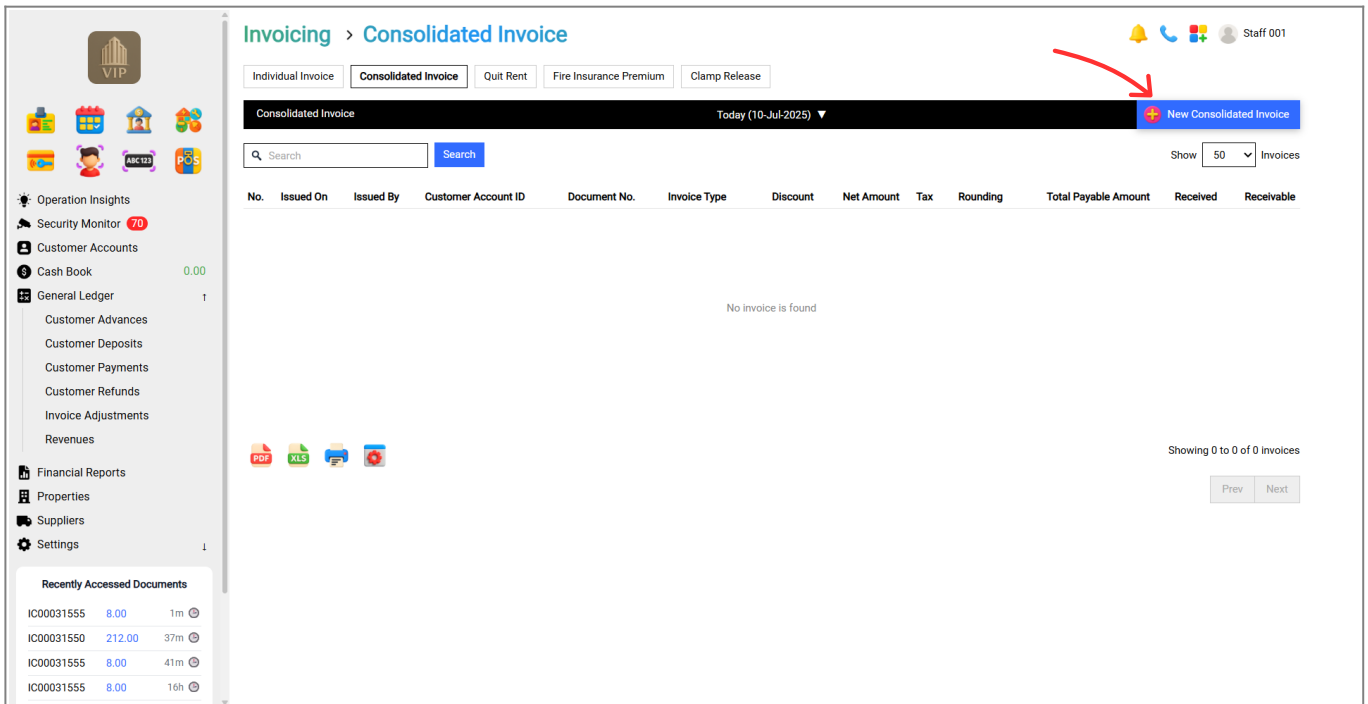 VIP
ABC 123
POS
Operation Insights
Security Monitor 70
Customer Accounts
Cash Book 0.00
General Ledger ↑
Customer Advances
Customer Deposits
Customer Payments
Customer Refunds
Invoice Adjustments
Revenues
Financial Reports
Properties
Suppliers
Settings ↓
Recently Accessed Documents
IC00031555 8.00 1m
IC00031550 212.00 37m
IC00031555 8.00 41m
IC00031555 8.00 16h
Invoicing > Consolidated Invoice
Staff 001
Individual Invoice Consolidated Invoice Quit Rent Fire Insurance Premium Clamp Release
Consolidated Invoice Today (10-Jul-2025) ▼ New Consolidated Invoice
Search Search Show 50 Invoices
No. Issued On Issued By Customer Account ID Document No. Invoice Type Discount Net Amount Tax Rounding Total Payable Amount Received Receivable
No invoice is found
PDF XLS
Showing 0 to 0 of 0 invoices
Prev Next